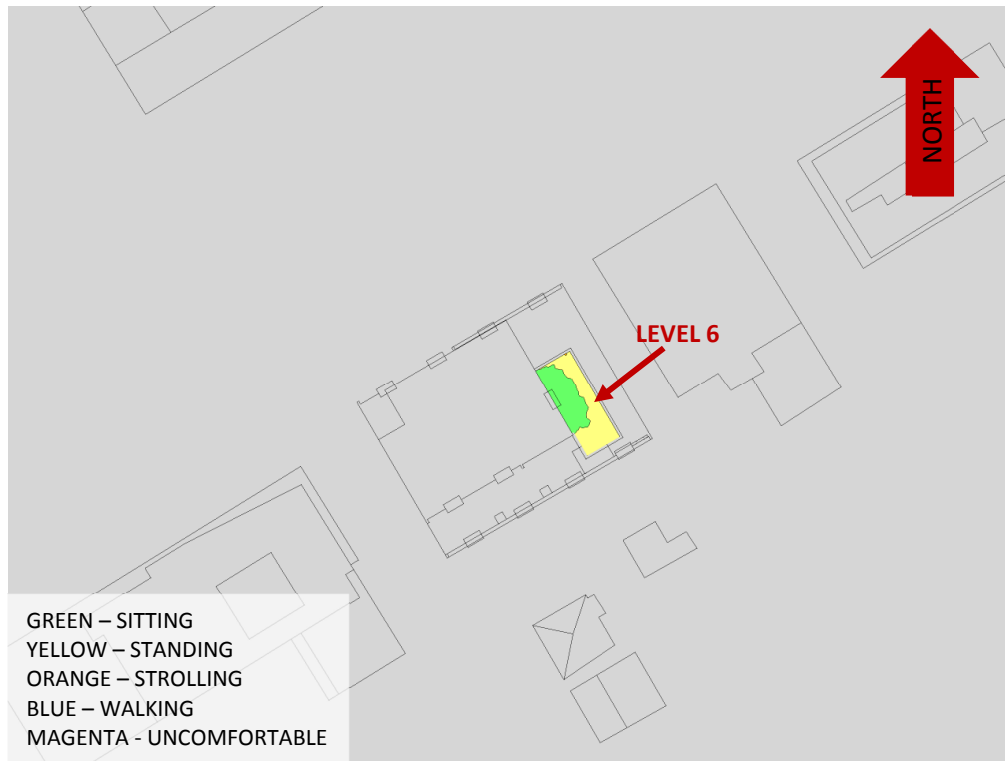 NORTH
LEVEL 6
GREEN – SITTING
YELLOW – STANDING
ORANGE – STROLLING
BLUE – WALKING
MAGENTA - UNCOMFORTABLE